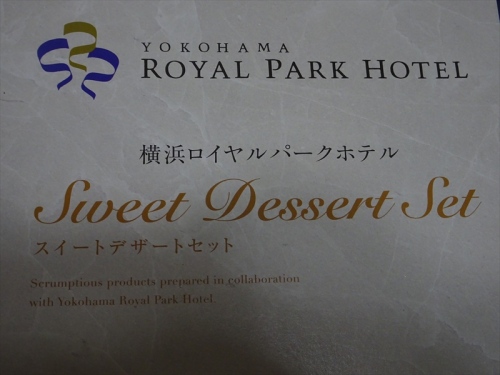 YOKOHAMA
ROYAL PARK HOTEL
横浜ロイヤルパークホテル
Sweet Dessert Set
スイートデザートセット
Scrumptious products prepared in collaboration
with Yokohama Royal Park Hotel.